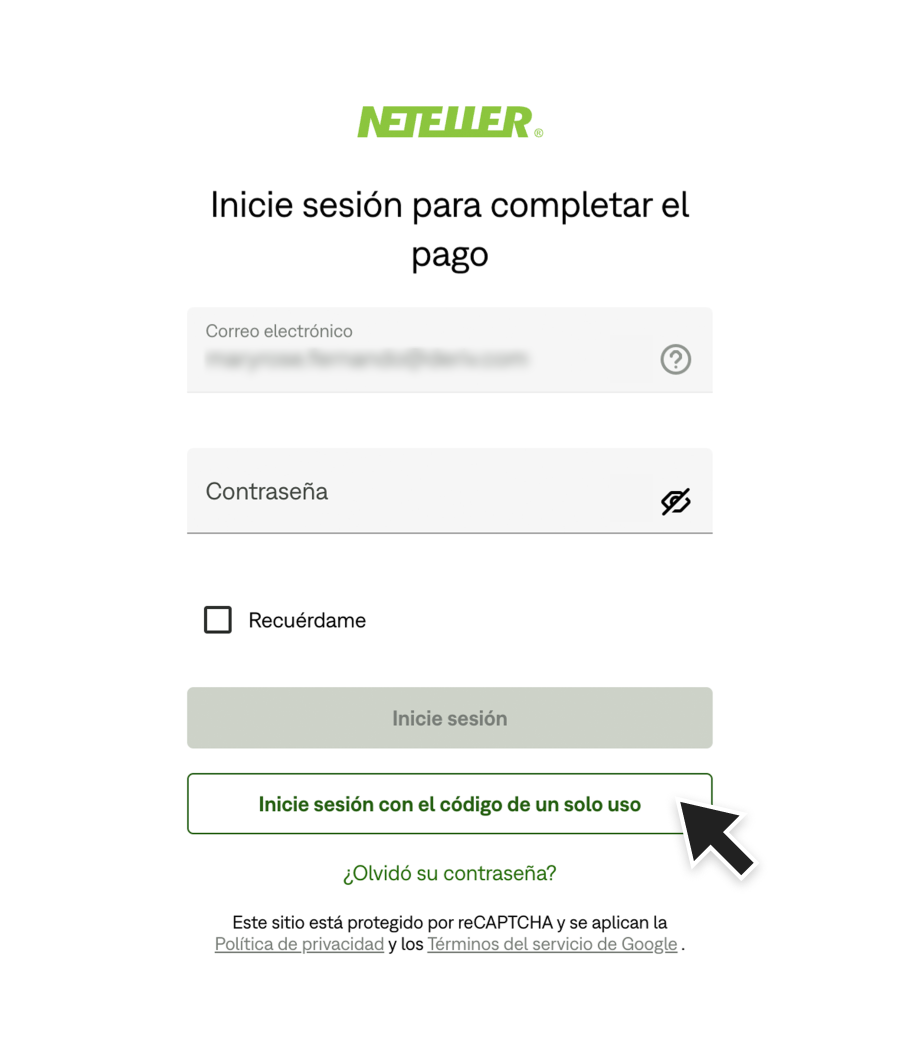 NETELLER®
Inicie sesión para completar el
pago
Correo electrónico
Contraseña
Recuérdame
Inicie sesión
Inicie sesión con el código de un solo uso
¿Olvidó su contraseña?
Este sitio está protegido por reCAPTCHA y se aplican la
Política de privacidad y los Términos del servicio de Google .